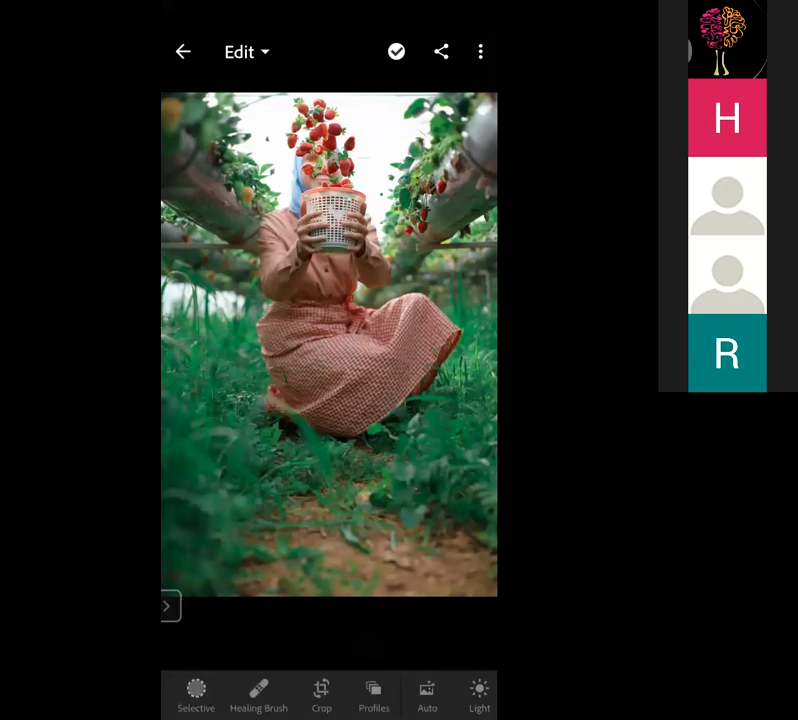 Edit
H
R
Selective
Healing Brush
Crop
Profiles
Auto
Light